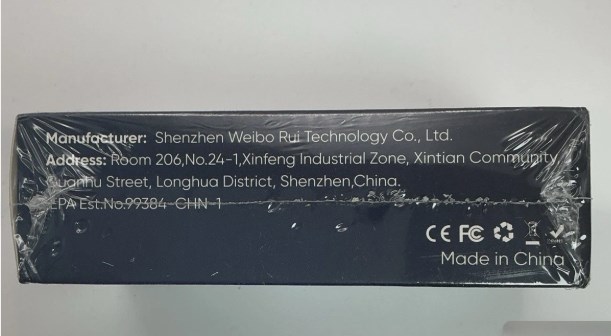 Manufacturer: Shenzhen Weibo Rui Technology Co., Ltd.
Address: Room 206,No.24-1,Xinfeng Industrial Zone, Xintian Community,
Guanhu Street, Longhua District, Shenzhen,China.
EPA Est.No.99384-CHN-1
CE FC
Made in China